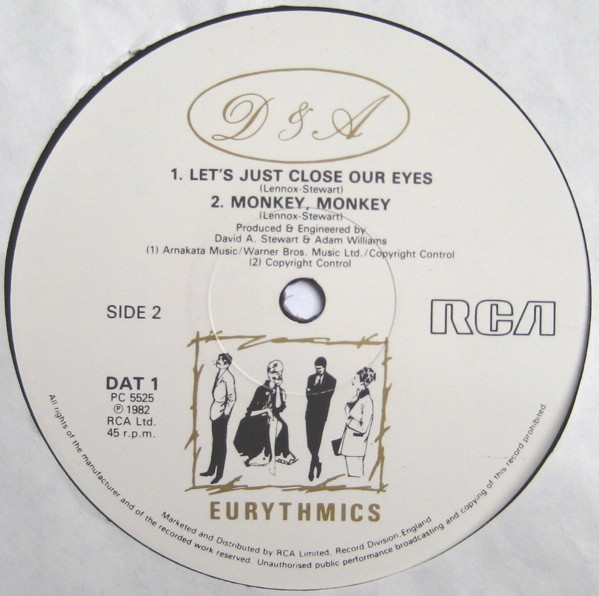 D & A
1. LET'S JUST CLOSE OUR EYES
(Lennox-Stewart)
2. MONKEY, MONKEY
(Lennox-Stewart)
Produced & Engineered by
David A. Stewart & Adam Williams
(1) Arnakata Music/Warner Bros. Music Ltd./Copyright Control
(2) Copyright Control
SIDE 2
RCA
DAT 1
PC 5525
℗ 1982
RCA Ltd.
45 r.p.m.
EURYTHMICS
Marketed and Distributed by RCA Limited, Record Division, England
All rights of the manufacturer and of the recorded work reserved. Unauthorised public performance broadcasting and copying of this record prohibited.